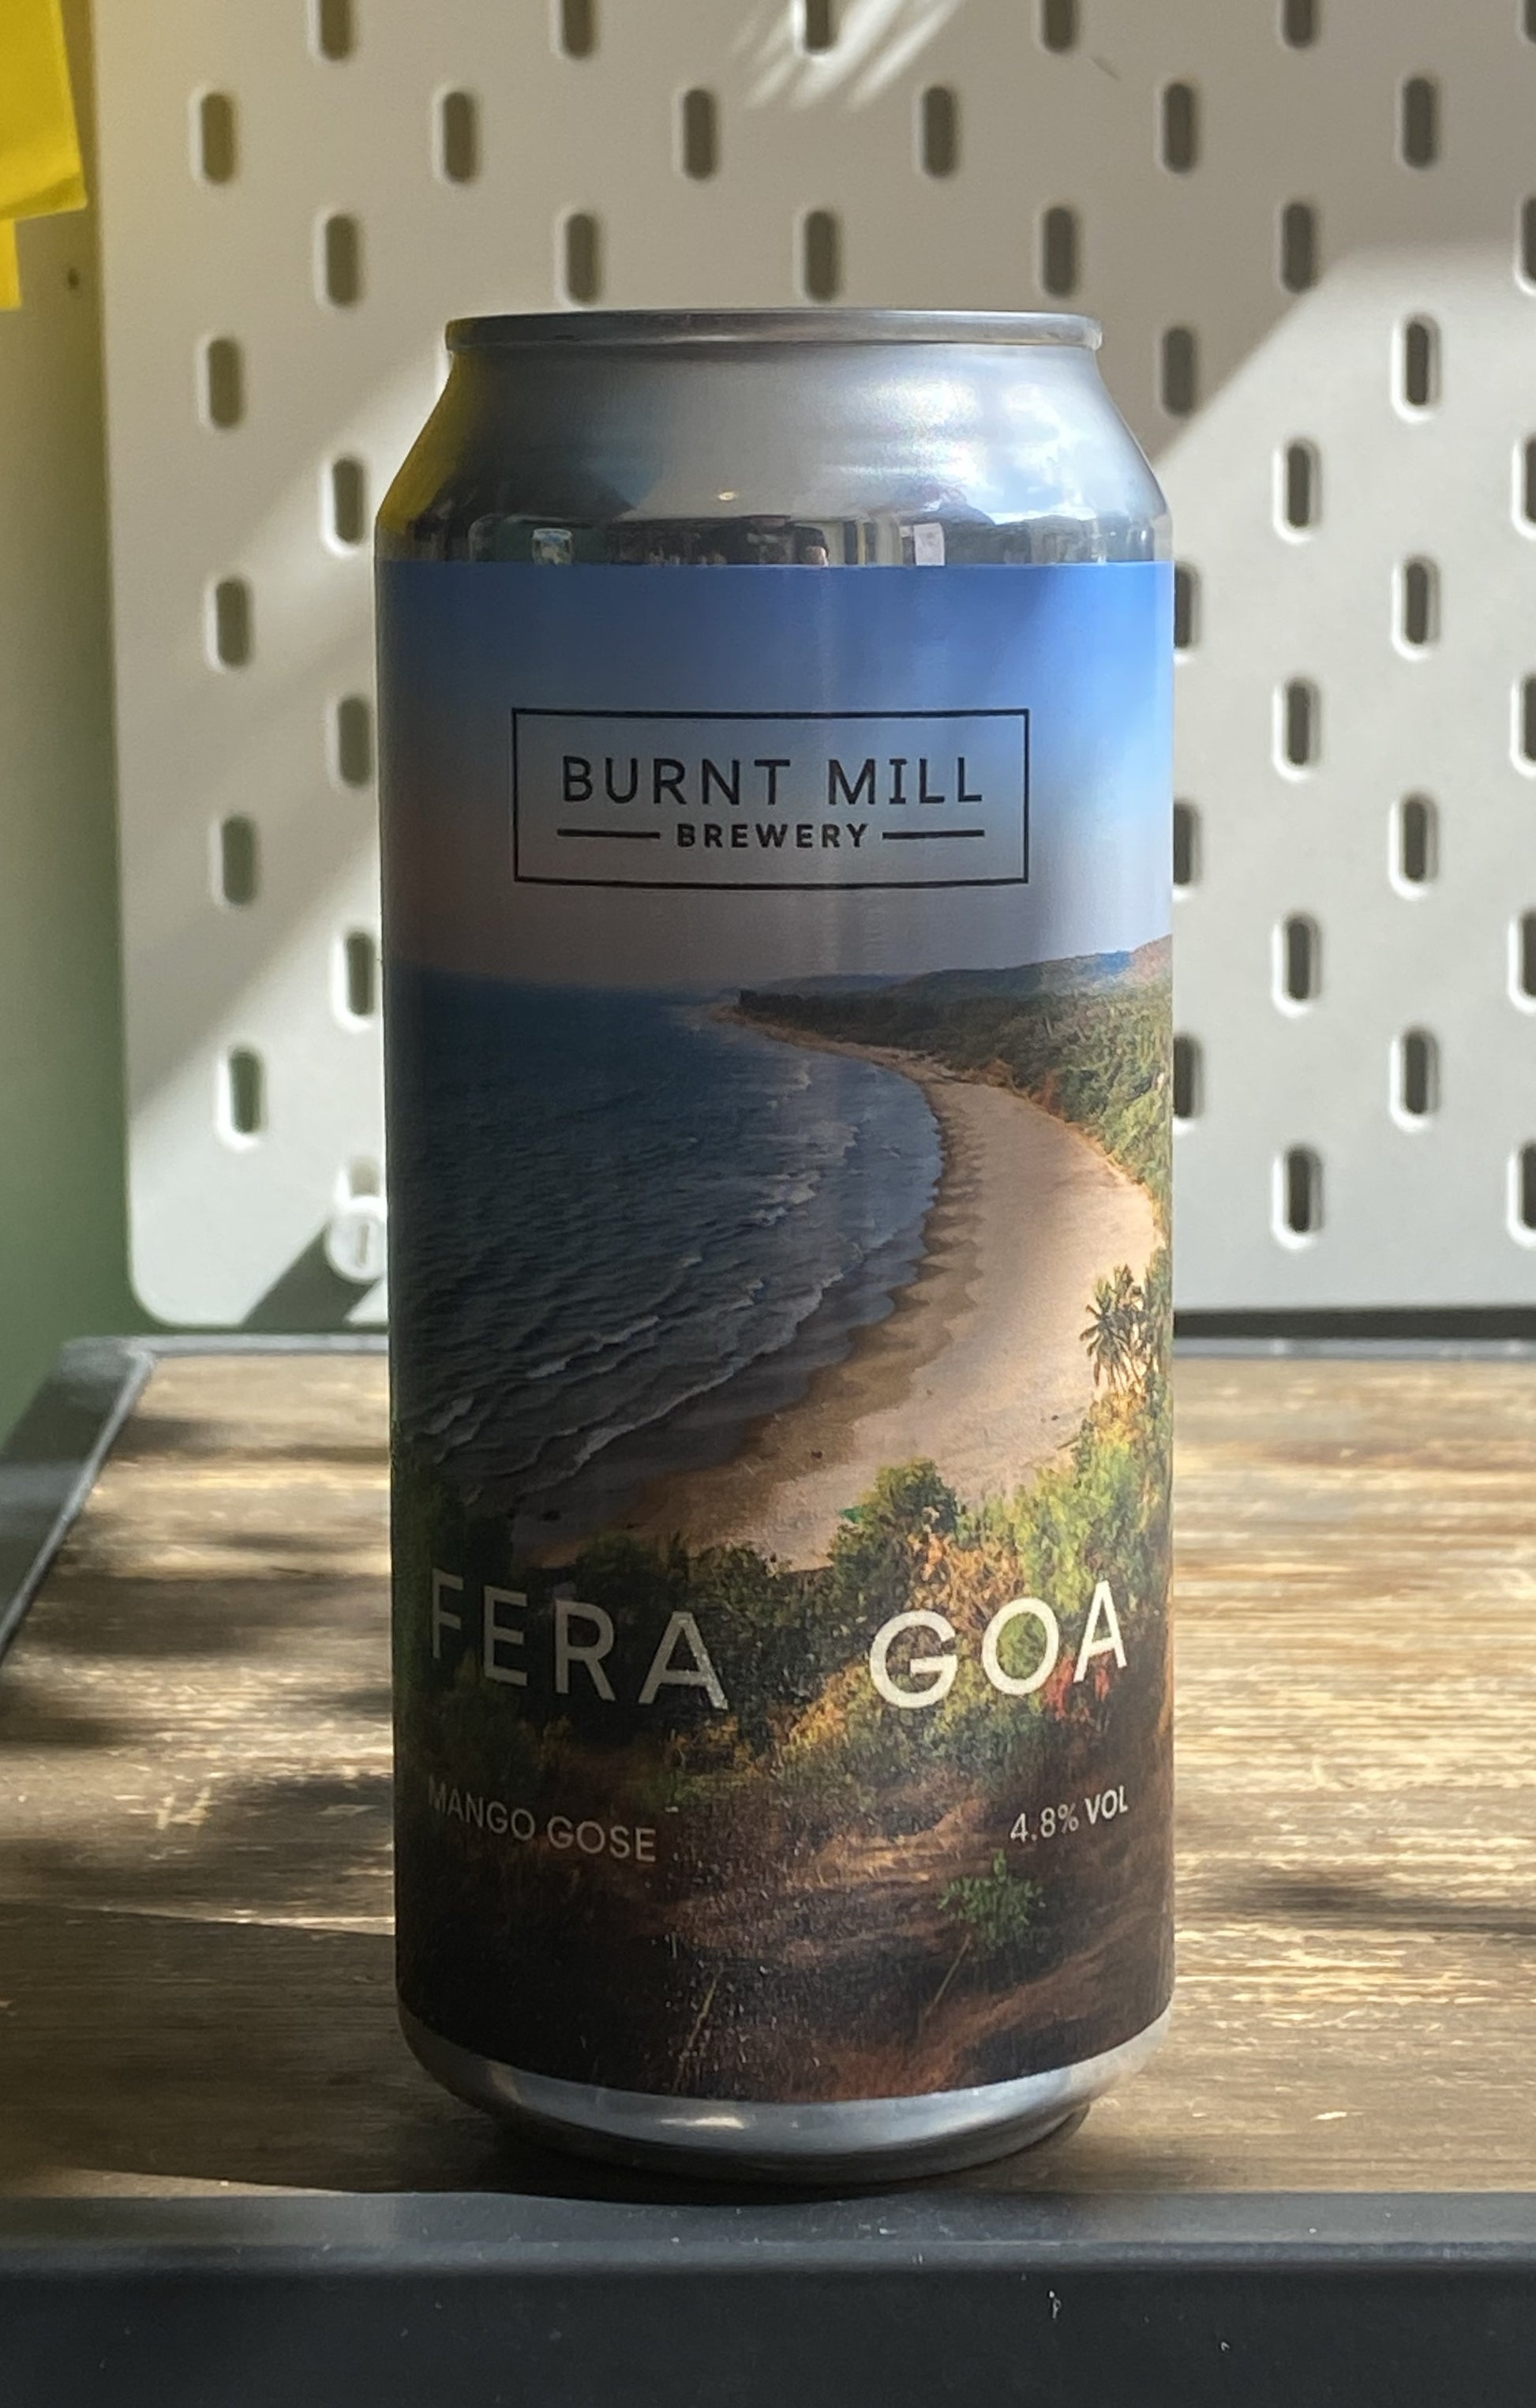 BURNT MILL
BREWERY
FERA GOA
MANGO GOSE 4.8% VOL